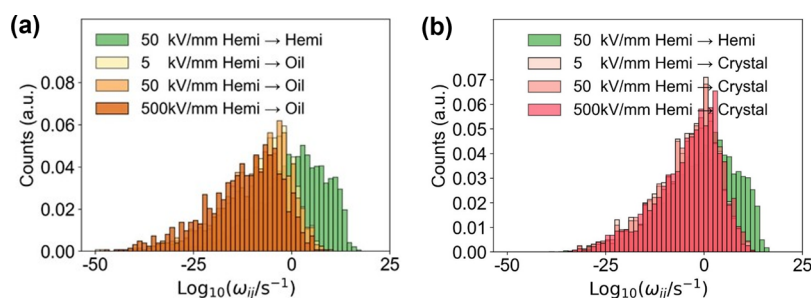 (a)
50 kV/mm Hemi → Hemi
5 kV/mm Hemi → Oil
50 kV/mm Hemi → Oil
500kV/mm Hemi → Oil
Counts (a.u.)
0.08
0.06
0.04
0.02
0.00
-50
-25
0
25
Log₁₀(ωᵢⱼ/s⁻¹)
(b)
50 kV/mm Hemi → Hemi
5 kV/mm Hemi → Crystal
50 kV/mm Hemi → Crystal
500kV/mm Hemi → Crystal
Counts (a.u.)
0.07
0.06
0.05
0.04
0.03
0.02
0.01
0.00
-50
-25
0
25
Log₁₀(ωᵢⱼ/s⁻¹)